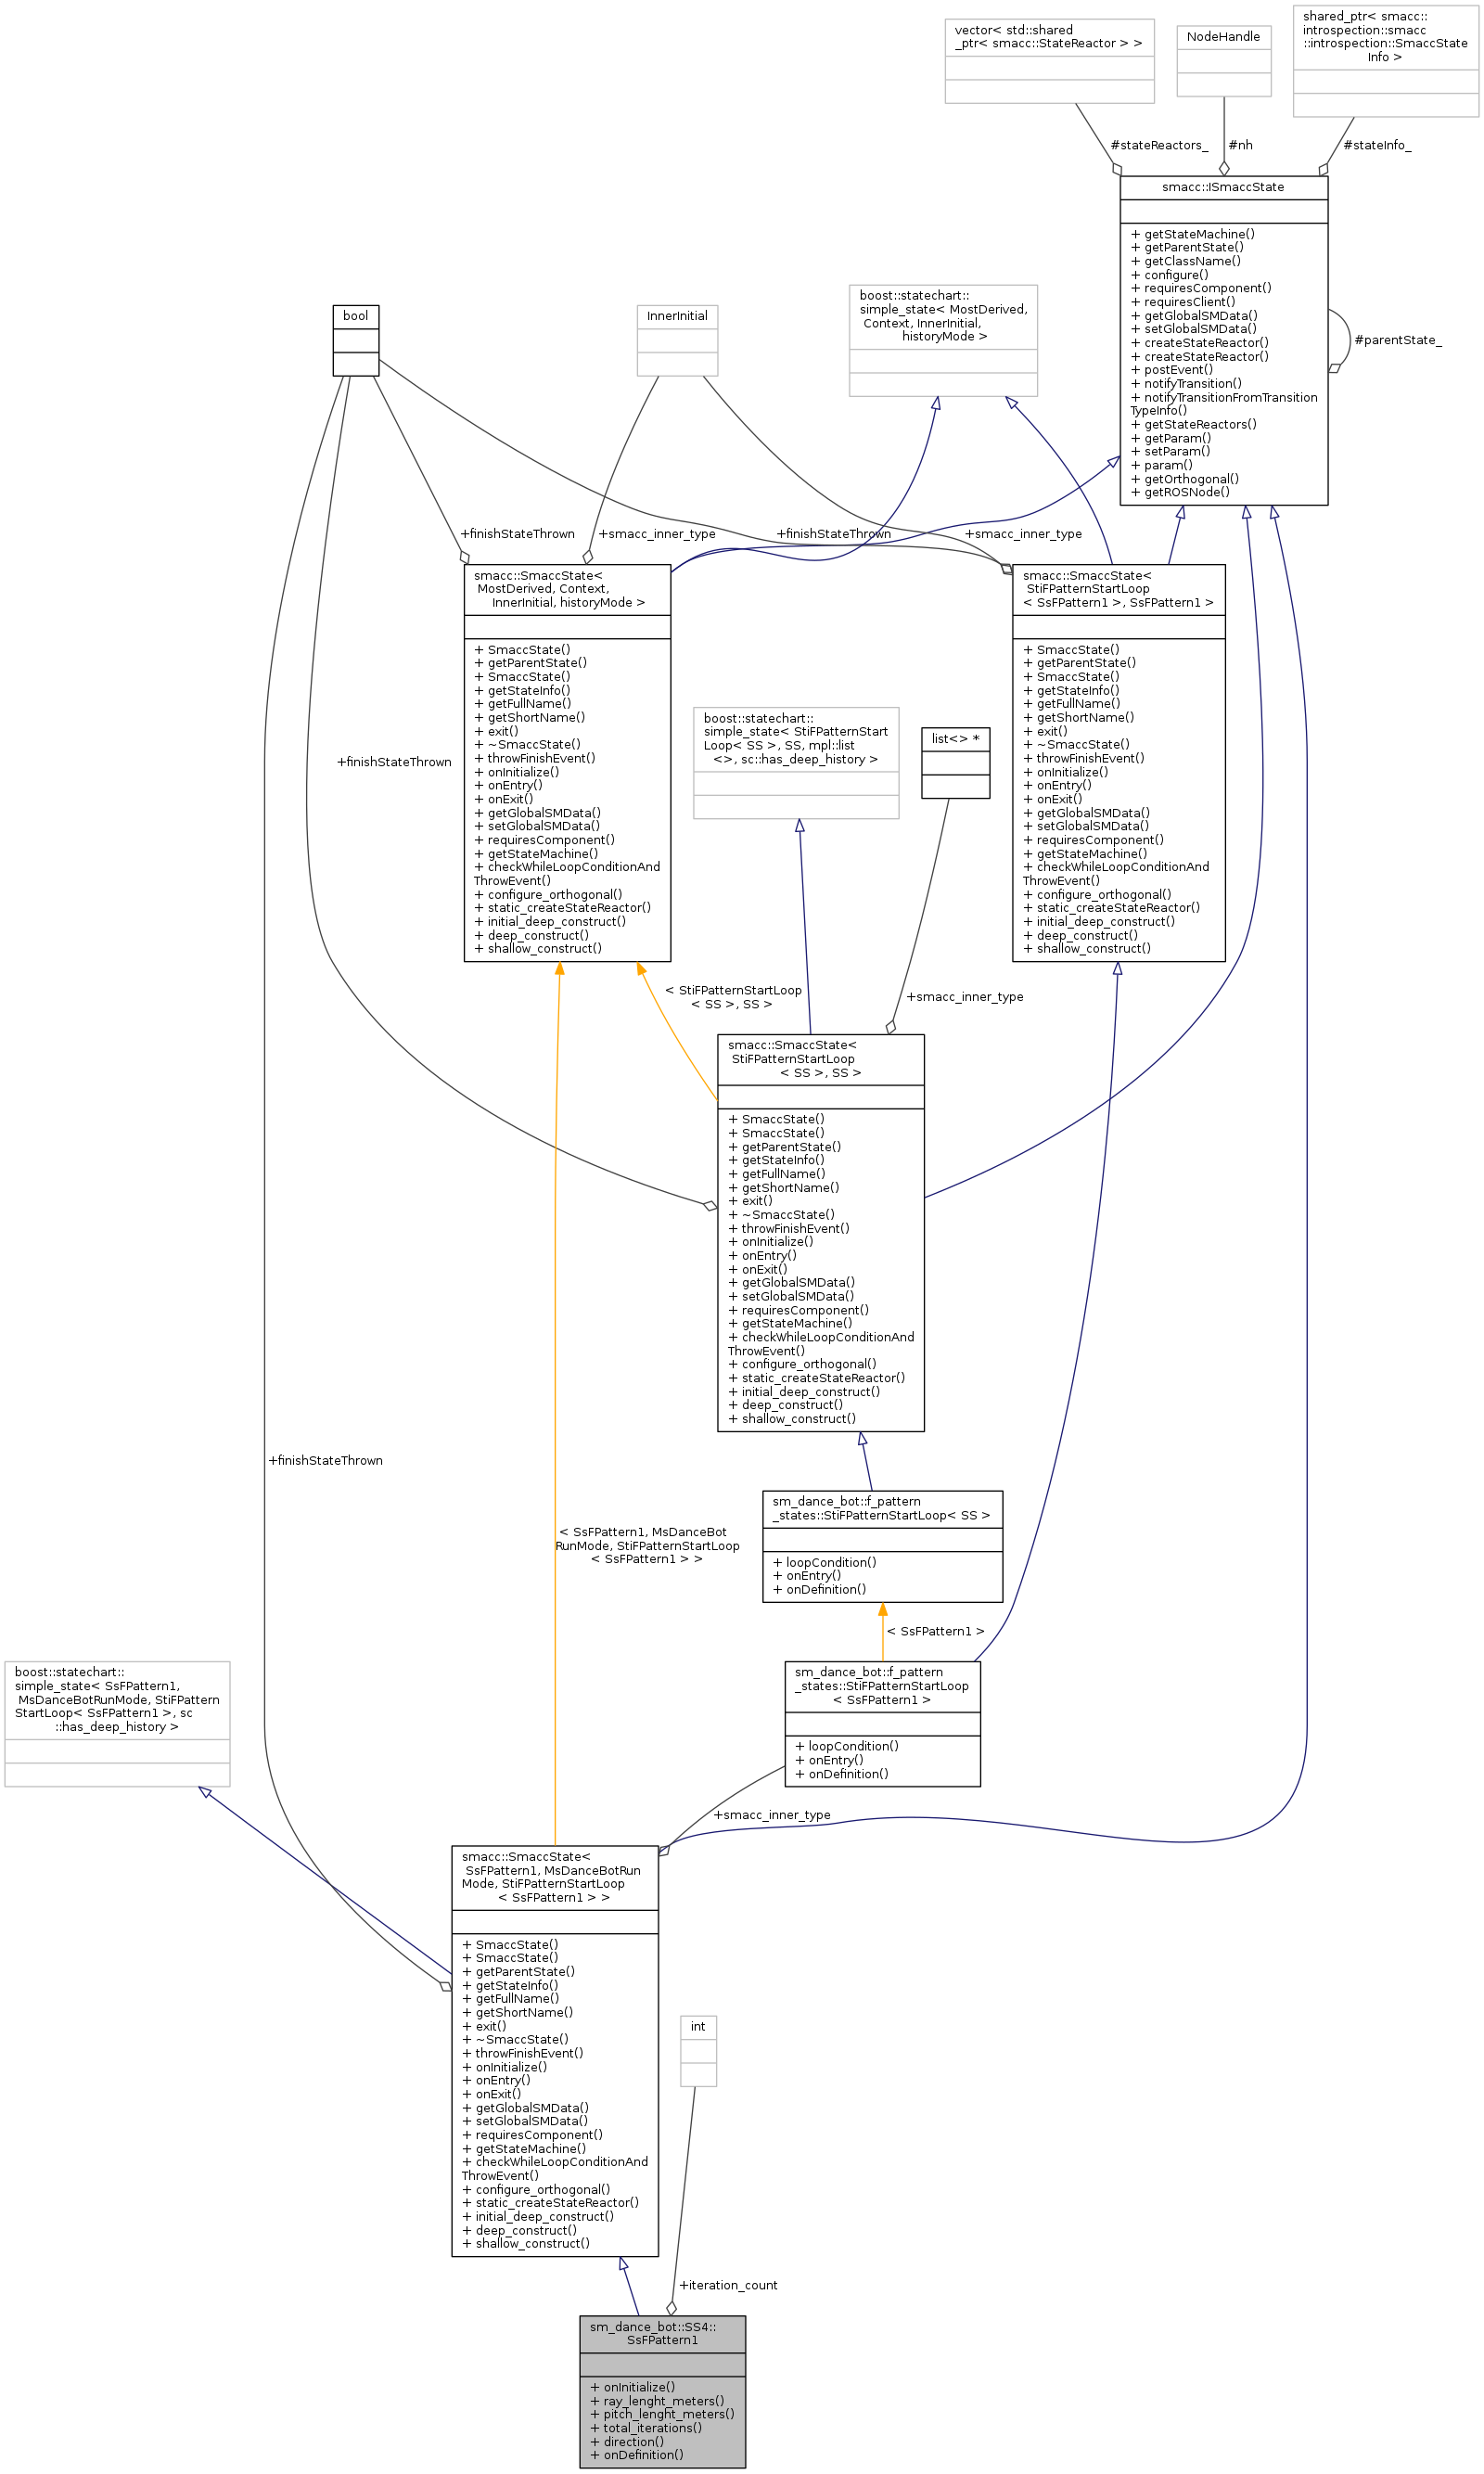 vector< std::shared
_ptr< smacc::StateReactor > >
NodeHandle
shared_ptr< smacc::
introspection::smacc
::introspection::SmaccState
Info >
#stateReactors_
#nh
#stateInfo_
smacc::ISmaccState
+ getStateMachine()
+ getParentState()
+ getClassName()
+ configure()
+ requiresComponent()
+ requiresClient()
+ getGlobalSMData()
+ setGlobalSMData()
+ createStateReactor()
+ createStateReactor()
+ postEvent()
+ notifyTransition()
+ notifyTransitionFromTransition
TypeInfo()
+ getStateReactors()
+ getParam()
+ setParam()
+ param()
+ getOrthogonal()
+ getROSNode()
#parentState_
boost::statechart::
simple_state< MostDerived,
Context, InnerInitial,
historyMode >
bool
InnerInitial
+finishStateThrown
+smacc_inner_type
+finishStateThrown
+smacc_inner_type
smacc::SmaccState<
MostDerived, Context,
InnerInitial, historyMode >
+ SmaccState()
+ getParentState()
+ SmaccState()
+ getStateInfo()
+ getFullName()
+ getShortName()
+ exit()
+ ~SmaccState()
+ throwFinishEvent()
+ onInitialize()
+ onEntry()
+ onExit()
+ getGlobalSMData()
+ setGlobalSMData()
+ requiresComponent()
+ getStateMachine()
+ checkWhileLoopConditionAnd
ThrowEvent()
+ configure_orthogonal()
+ static_createStateReactor()
+ initial_deep_construct()
+ deep_construct()
+ shallow_construct()
smacc::SmaccState<
StiFPatternStartLoop
< SsFPattern1 >, SsFPattern1 >
+ SmaccState()
+ getParentState()
+ SmaccState()
+ getStateInfo()
+ getFullName()
+ getShortName()
+ exit()
+ ~SmaccState()
+ throwFinishEvent()
+ onInitialize()
+ onEntry()
+ onExit()
+ getGlobalSMData()
+ setGlobalSMData()
+ requiresComponent()
+ getStateMachine()
+ checkWhileLoopConditionAnd
ThrowEvent()
+ configure_orthogonal()
+ static_createStateReactor()
+ initial_deep_construct()
+ deep_construct()
+ shallow_construct()
boost::statechart::
simple_state< StiFPatternStart
Loop< SS >, SS, mpl::list
<>, sc::has_deep_history >
list<> *
+finishStateThrown
< StiFPatternStartLoop
< SS >, SS >
+smacc_inner_type
smacc::SmaccState<
StiFPatternStartLoop
< SS >, SS >
+ SmaccState()
+ SmaccState()
+ getParentState()
+ getStateInfo()
+ getFullName()
+ getShortName()
+ exit()
+ ~SmaccState()
+ throwFinishEvent()
+ onInitialize()
+ onEntry()
+ onExit()
+ getGlobalSMData()
+ setGlobalSMData()
+ requiresComponent()
+ getStateMachine()
+ checkWhileLoopConditionAnd
ThrowEvent()
+ configure_orthogonal()
+ static_createStateReactor()
+ initial_deep_construct()
+ deep_construct()
+ shallow_construct()
+finishStateThrown
sm_dance_bot::f_pattern
_states::StiFPatternStartLoop< SS >
+ loopCondition()
+ onEntry()
+ onDefinition()
< SsFPattern1, MsDanceBot
RunMode, StiFPatternStartLoop
< SsFPattern1 > >
< SsFPattern1 >
sm_dance_bot::f_pattern
_states::StiFPatternStartLoop
< SsFPattern1 >
+ loopCondition()
+ onEntry()
+ onDefinition()
boost::statechart::
simple_state< SsFPattern1,
MsDanceBotRunMode, StiFPattern
StartLoop< SsFPattern1 >, sc
::has_deep_history >
+smacc_inner_type
smacc::SmaccState<
SsFPattern1, MsDanceBotRun
Mode, StiFPatternStartLoop
< SsFPattern1 > >
+ SmaccState()
+ SmaccState()
+ getParentState()
+ getStateInfo()
+ getFullName()
+ getShortName()
+ exit()
+ ~SmaccState()
+ throwFinishEvent()
+ onInitialize()
+ onEntry()
+ onExit()
+ getGlobalSMData()
+ setGlobalSMData()
+ requiresComponent()
+ getStateMachine()
+ checkWhileLoopConditionAnd
ThrowEvent()
+ configure_orthogonal()
+ static_createStateReactor()
+ initial_deep_construct()
+ deep_construct()
+ shallow_construct()
int
+iteration_count
sm_dance_bot::SS4::
SsFPattern1
+ onInitialize()
+ ray_lenght_meters()
+ pitch_lenght_meters()
+ total_iterations()
+ direction()
+ onDefinition()